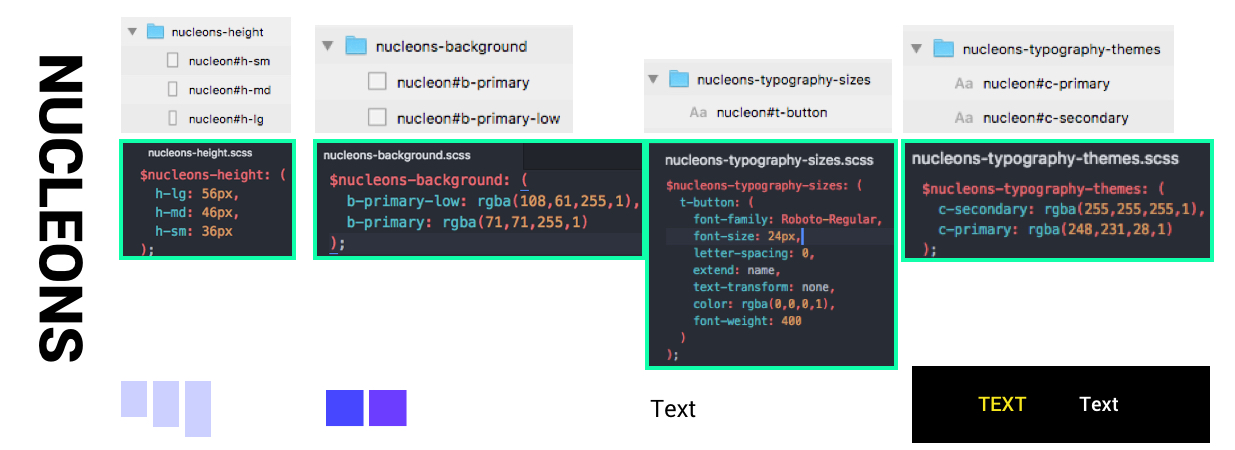 NUCLEONS
nucleons-height
nucleon#h-sm
nucleon#h-md
nucleon#h-lg
nucleons-height.scss
$nucleons-height: (
h-lg: 56px,
h-md: 46px,
h-sm: 36px
);
nucleons-background
nucleon#b-primary
nucleon#b-primary-low
nucleons-background.scss
$nucleons-background: (
b-primary-low: rgba(108,61,255,1),
b-primary: rgba(71,71,255,1)
);
nucleons-typography-sizes
Aa nucleon#t-button
nucleons-typography-sizes.scss
$nucleons-typography-sizes: (
t-button: (
font-family: Roboto-Regular,
font-size: 24px,
letter-spacing: 0,
extend: name,
text-transform: none,
color: rgba(0,0,0,1),
font-weight: 400
)
);
Text
nucleons-typography-themes
Aa nucleon#c-primary
Aa nucleon#c-secondary
nucleons-typography-themes.scss
$nucleons-typography-themes: (
c-secondary: rgba(255,255,255,1),
c-primary: rgba(248,231,28,1)
);
TEXT Text